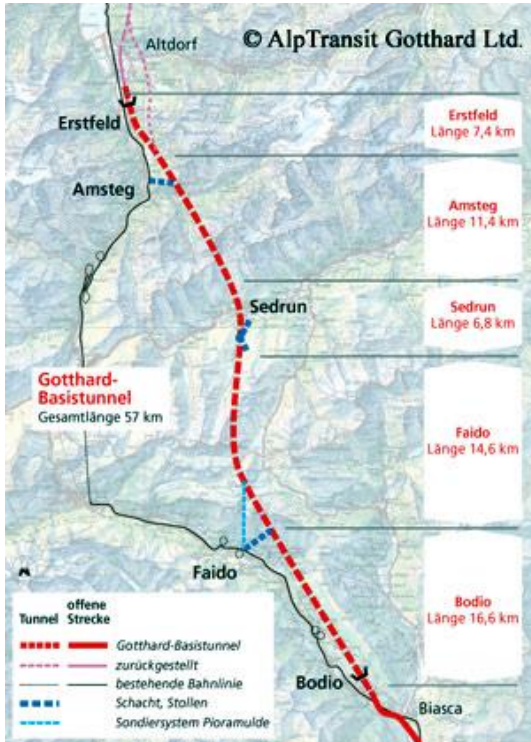 Altdorf
© AlpTransit Gotthard Ltd.
Erstfeld
Erstfeld
Länge 7,4 km
Amsteg
Amsteg
Länge 11,4 km
Sedrun
Sedrun
Länge 6,8 km
Gotthard-
Basistunnel
Gesamtlänge 57 km
Faido
Länge 14,6 km
Faido
Bodio
Länge 16,6 km
Bodio
Biasca
Tunnel
offene
Strecke
Gotthard-Basistunnel
zurückgestellt
bestehende Bahnlinie
Schacht, Stollen
Sondiersystem Pioramulde